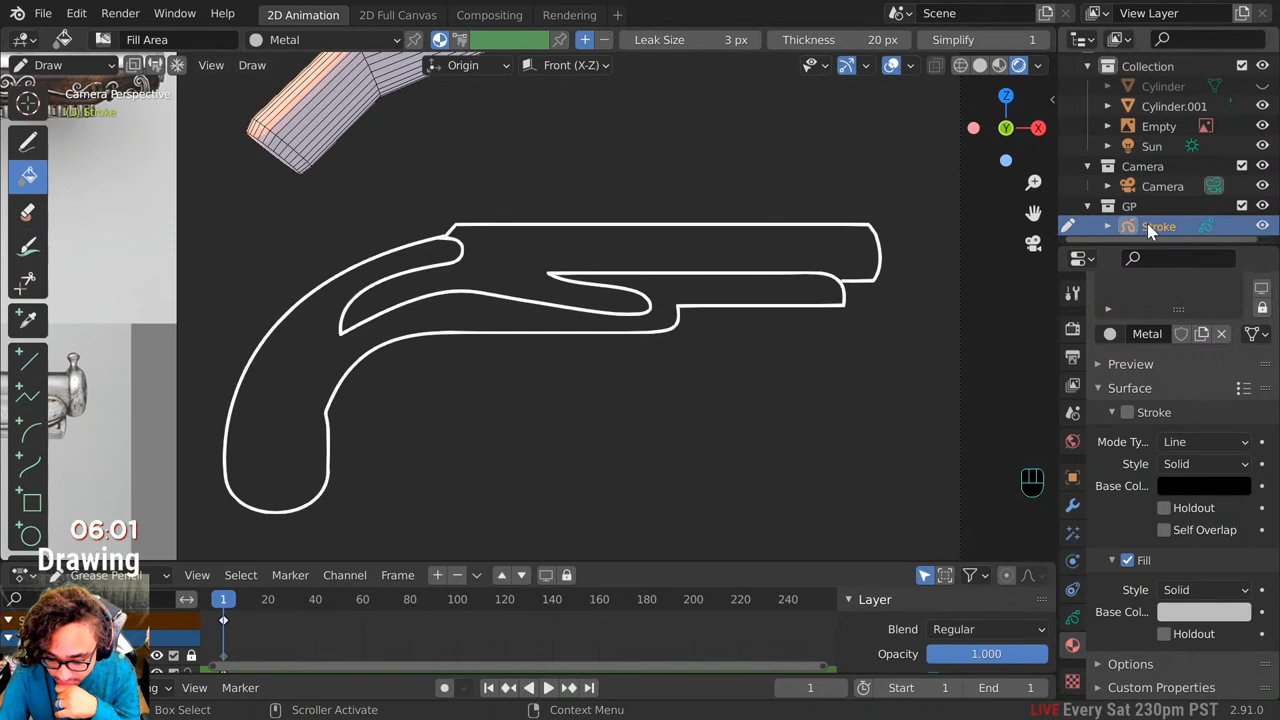 File Edit Render Window Help 2D Animation 2D Full Canvas Compositing Rendering + Scene View Layer
Fill Area Metal + − Leak Size 3 px Thickness 20 px Simplify 1
Draw View Draw Origin Front (X-Z)
Camera Perspective
(1) Stroke
Z
Y
X
Collection
Cylinder
Cylinder.001
Empty
Sun
Camera
Camera
GP
Stroke
Metal
Preview
Surface
Stroke
Mode Ty... Line
Style Solid
Base Col...
Holdout
Self Overlap
Fill
Style Solid
Base Col...
Holdout
Options
Custom Properties
06:01
Drawing
Grease Pencil View Select Marker Channel Frame + −
1 20 40 60 80 100 120 140 160 180 200 220 240
Layer
Blend Regular
Opacity 1.000
View Marker 1 Start 1 End 1
Box Select Scroller Activate Context Menu
LIVE Every Sat 230pm PST
2.91.0